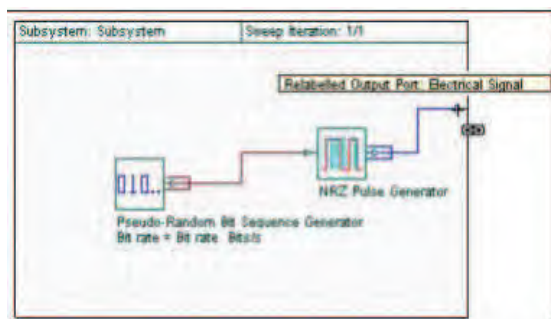 Subsystem: Subsystem
Sweep Iteration: 1/1
Relabelled Output Port: Electrical Signal
NRZ Pulse Generator
010..
Pseudo-Random Bit Sequence Generator
Bit rate = Bit rate Bits/s